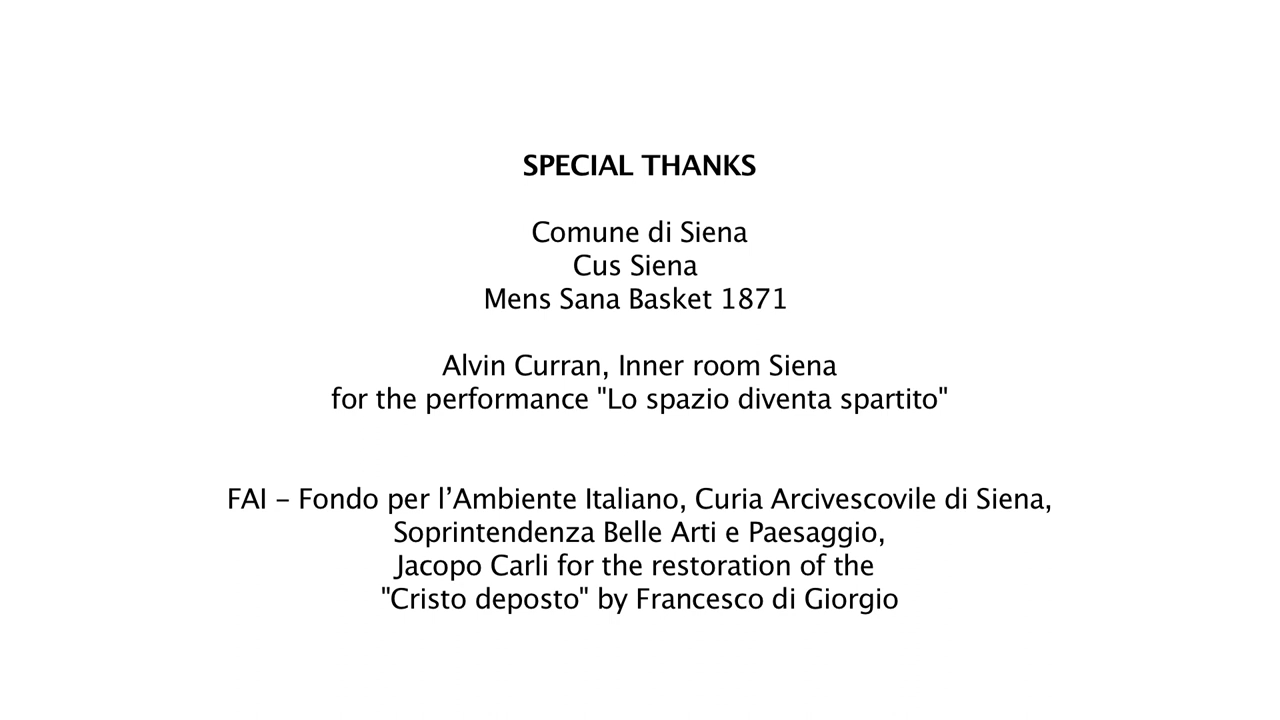 SPECIAL THANKS
Comune di Siena
Cus Siena
Mens Sana Basket 1871
Alvin Curran, Inner room Siena
for the performance "Lo spazio diventa spartito"
FAI – Fondo per l’Ambiente Italiano, Curia Arcivescovile di Siena,
Soprintendenza Belle Arti e Paesaggio,
Jacopo Carli for the restoration of the
"Cristo deposto" by Francesco di Giorgio